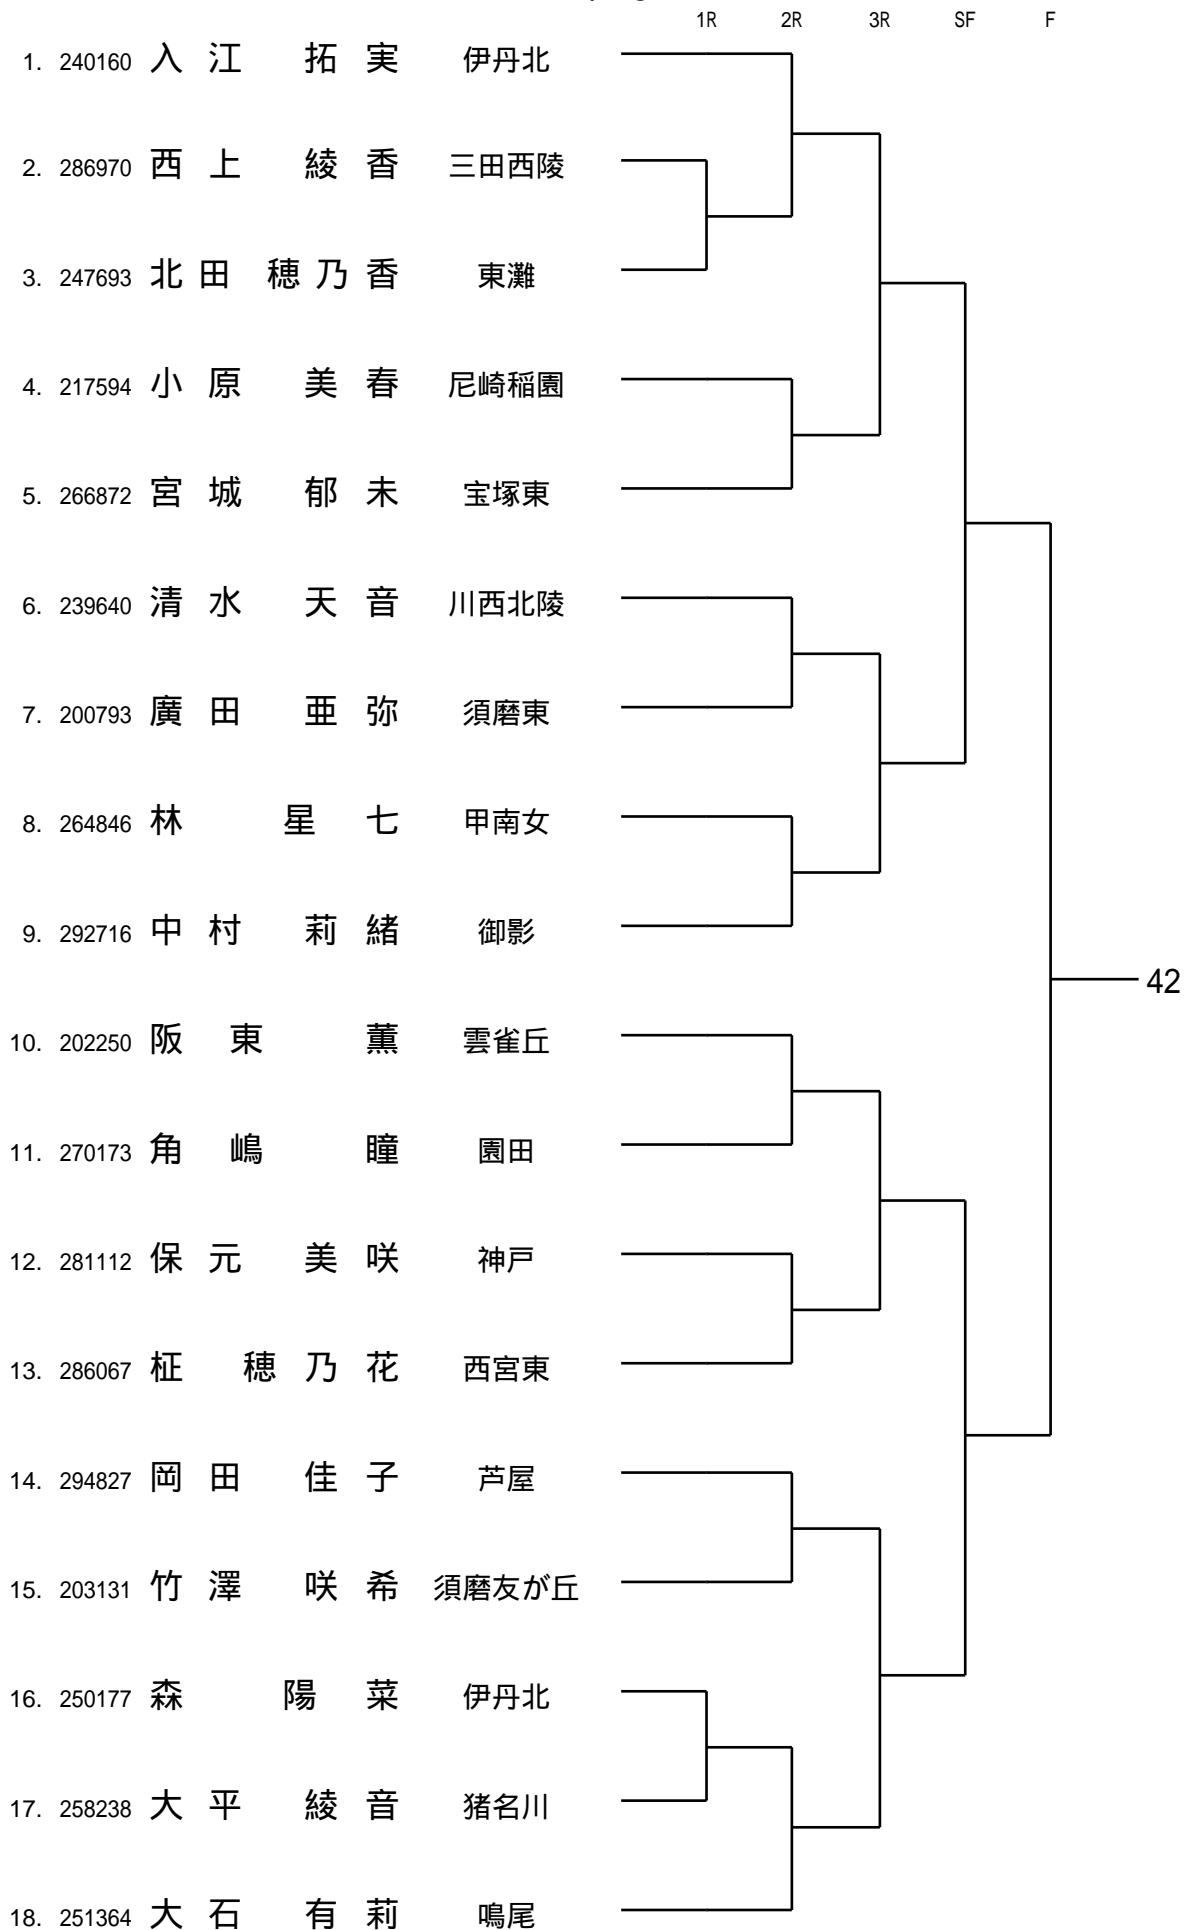 1R 2R 3R SF F
1. 240160 入江 拓実 伊丹北
2. 286970 西上 綾香 三田西陵
3. 247693 北田 穂乃香 東灘
4. 217594 小原 美春 尼崎稲園
5. 266872 宮城 郁未 宝塚東
6. 239640 清水 天音 川西北陵
7. 200793 廣田 亜弥 須磨東
8. 264846 林 星七 甲南女
9. 292716 中村 莉緒 御影
42
10. 202250 阪東 薫 雲雀丘
11. 270173 角嶋 瞳 園田
12. 281112 保元 美咲 神戸
13. 286067 柾 穂乃花 西宮東
14. 294827 岡田 佳子 芦屋
15. 203131 竹澤 咲希 須磨友が丘
16. 250177 森 陽菜 伊丹北
17. 258238 大平 綾音 猪名川
18. 251364 大石 有莉 鳴尾